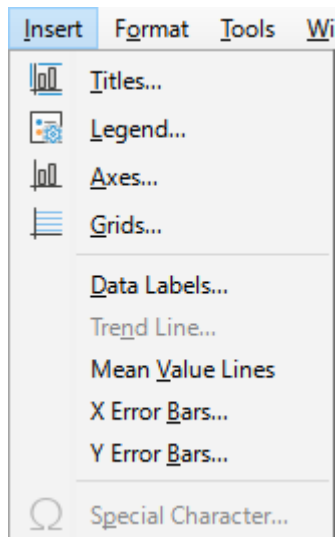 Insert Format Tools Wi
Titles...
Legend...
Axes...
Grids...
Data Labels...
Trend Line...
Mean Value Lines
X Error Bars...
Y Error Bars...
Special Character...